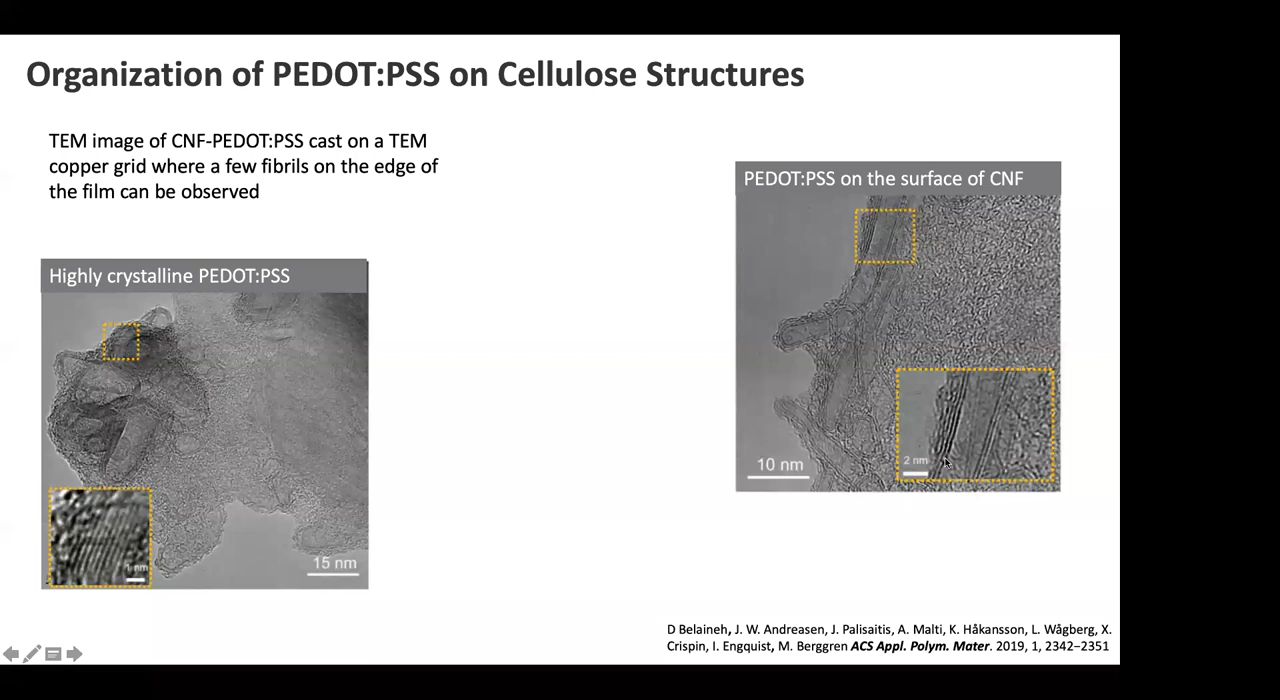 Organization of PEDOT:PSS on Cellulose Structures
TEM image of CNF-PEDOT:PSS cast on a TEM
copper grid where a few fibrils on the edge of
the film can be observed
Highly crystalline PEDOT:PSS
1 nm
15 nm
PEDOT:PSS on the surface of CNF
10 nm
2 nm
D Belaineh, J. W. Andreasen, J. Palisaitis, A. Malti, K. Håkansson, L. Wågberg, X.
Crispin, I. Engquist, M. Berggren ACS Appl. Polym. Mater. 2019, 1, 2342−2351